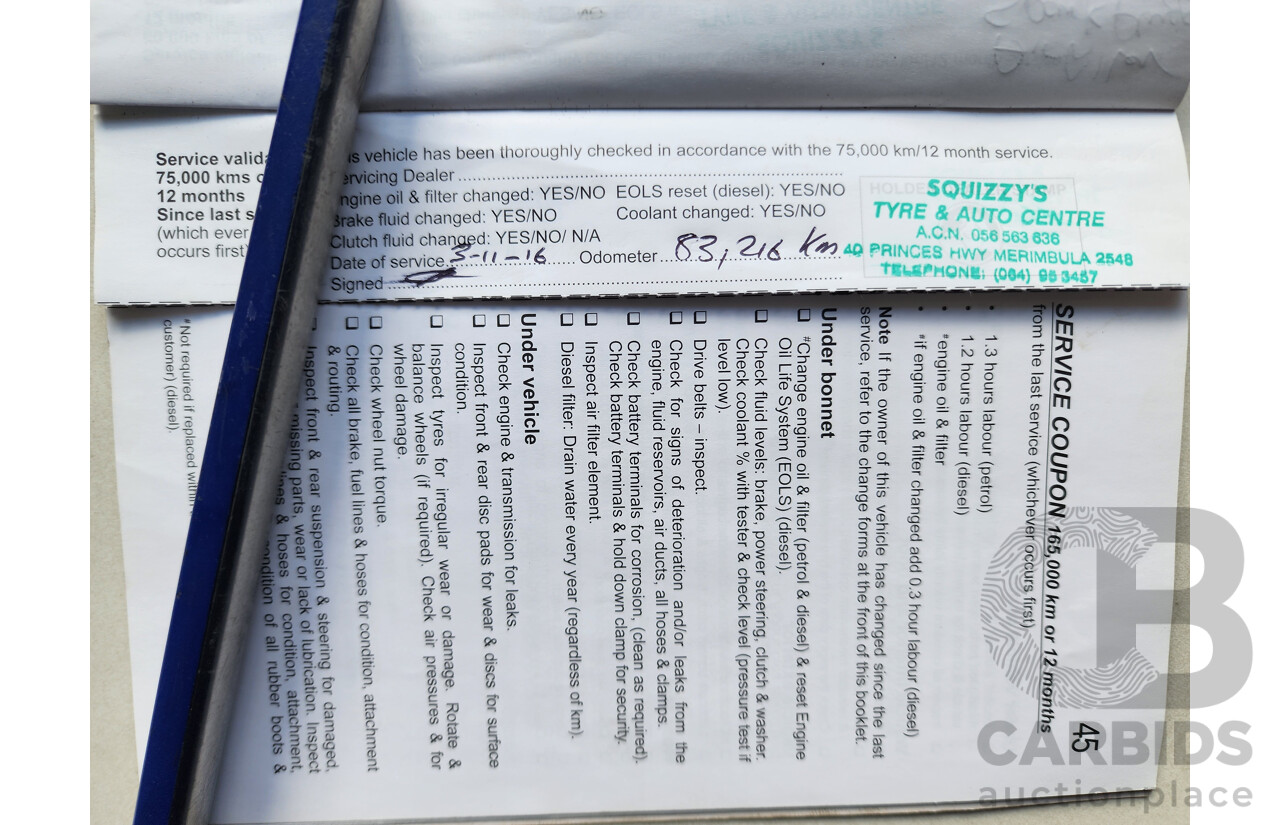 Service valid
75,000 kms
12 months
Since last s
(which ever
occurs first)
is vehicle has been thoroughly checked in accordance with the 75,000 km/12 month service.
ervicing Dealer
ngine oil & filter changed: YES/NO EOLS reset (diesel): YES/NO
Brake fluid changed: YES/NO Coolant changed: YES/NO
Clutch fluid changed: YES/NO/ N/A
Date of service 3-11-16 Odometer 83,216 km
Signed
SQUIZZY'S
TYRE & AUTO CENTRE
A.C.N. 056 563 636
40 PRINCES HWY MERIMBULA 2548
TELEPHONE: (064) 95 3457
45
SERVICE COUPON 165,000 km or 12 months
from the last service (whichever occurs first)
• 1.3 hours labour (petrol)
• 1.2 hours labour (diesel)
*engine oil & filter
• *if engine oil & filter changed add 0.3 hour labour (diesel)
Note If the owner of this vehicle has changed since the last
service, refer to the change forms at the front of this booklet.
Under bonnet
❑ #Change engine oil & filter (petrol & diesel) & reset Engine
Oil Life System (EOLS) (diesel).
❑ Check fluid levels: brake, power steering, clutch & washer.
Check coolant % with tester & check level (pressure test if
level low).
❑ Drive belts – inspect.
❑ Check for signs of deterioration and/or leaks from the
engine, fluid reservoirs, air ducts, all hoses & clamps.
❑ Check battery terminals for corrosion, (clean as required).
Check battery terminals & hold down clamp for security.
❑ Inspect air filter element.
❑ Diesel filter: Drain water every year (regardless of km).
Under vehicle
❑ Check engine & transmission for leaks.
❑ Inspect front & rear disc pads for wear & discs for surface
condition.
❑ Inspect tyres for irregular wear or damage. Rotate &
balance wheels (if required). Check air pressures & for
wheel damage.
❑ Check wheel nut torque.
❑ Check all brake, fuel lines & hoses for condition, attachment
& routing.
❑ Inspect front & rear suspension & steering for damaged,
missing parts, wear or lack of lubrication. Inspect
lines & hoses for condition, attachment,
condition of all rubber boots &
#Not required if replaced within
customer) (diesel).
CARBIDS
auctionplace